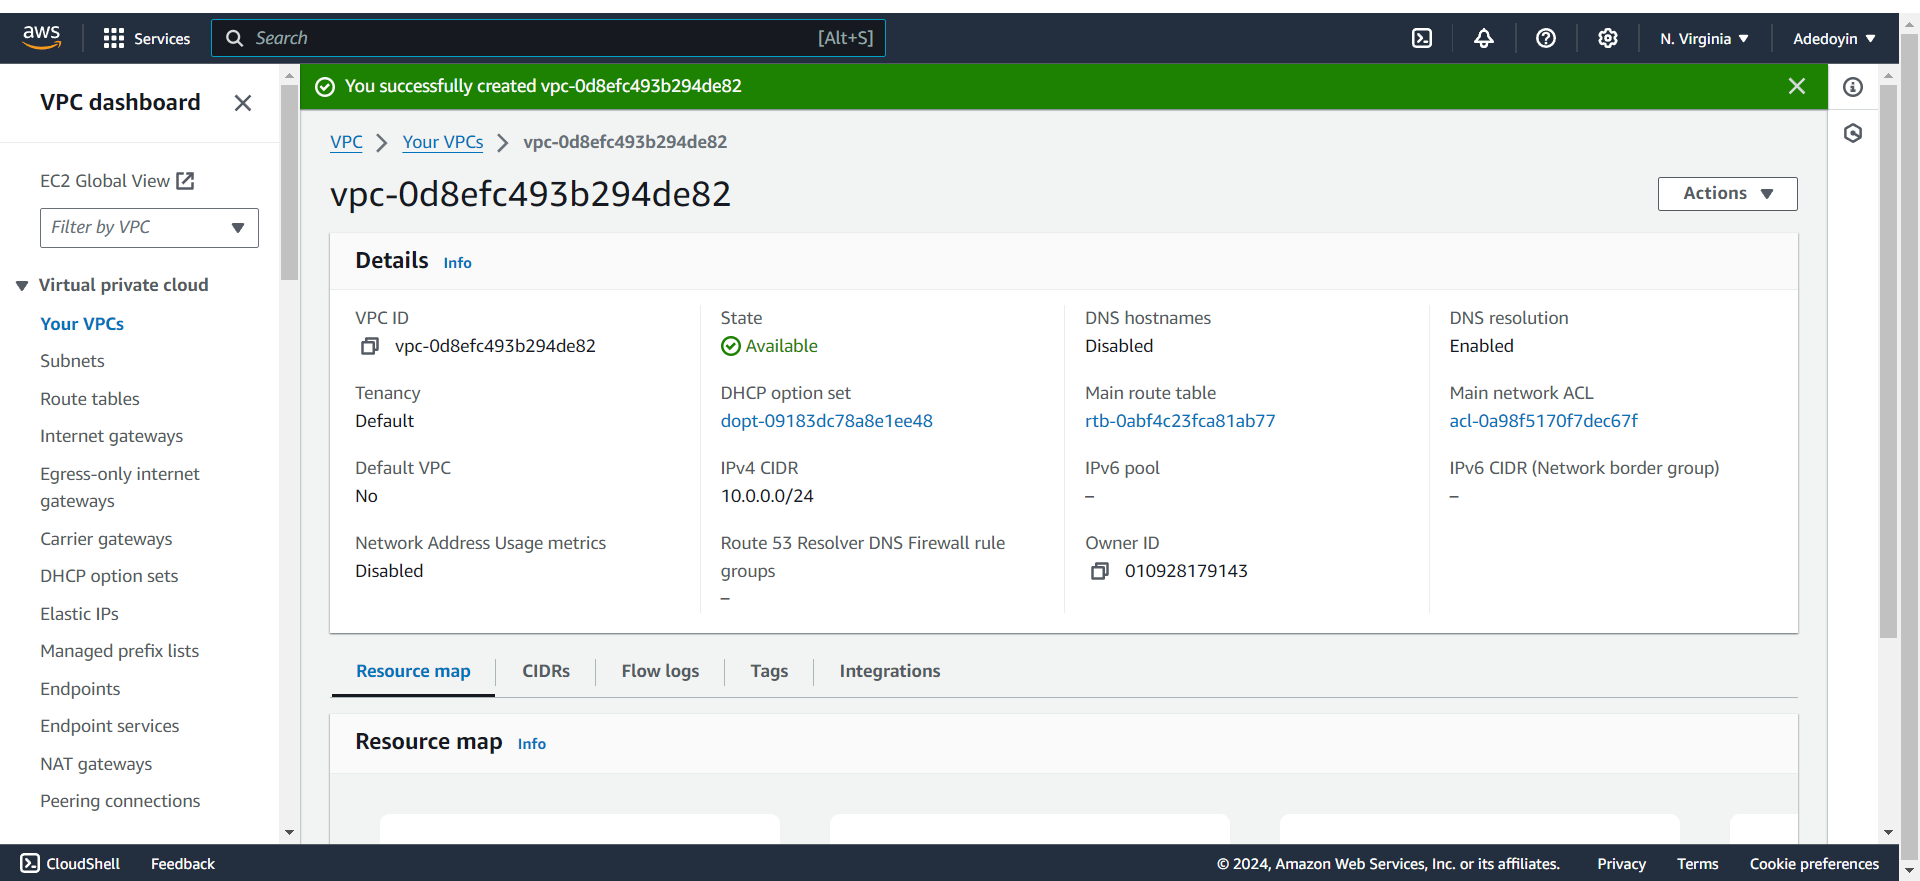 aws
Services
Search
[Alt+S]
N. Virginia
Adedoyin
VPC dashboard
EC2 Global View
Filter by VPC
Virtual private cloud
Your VPCs
Subnets
Route tables
Internet gateways
Egress-only internet
gateways
Carrier gateways
DHCP option sets
Elastic IPs
Managed prefix lists
Endpoints
Endpoint services
NAT gateways
Peering connections
You successfully created vpc-0d8efc493b294de82
VPC
Your VPCs
vpc-0d8efc493b294de82
vpc-0d8efc493b294de82
Actions
Details Info
VPC ID
vpc-0d8efc493b294de82
State
Available
DNS hostnames
Disabled
DNS resolution
Enabled
Tenancy
Default
DHCP option set
dopt-09183dc78a8e1ee48
Main route table
rtb-0abf4c23fca81ab77
Main network ACL
acl-0a98f5170f7dec67f
Default VPC
No
IPv4 CIDR
10.0.0.0/24
IPv6 pool
–
IPv6 CIDR (Network border group)
–
Network Address Usage metrics
Disabled
Route 53 Resolver DNS Firewall rule
groups
–
Owner ID
010928179143
Resource map
CIDRs
Flow logs
Tags
Integrations
Resource map Info
CloudShell
Feedback
© 2024, Amazon Web Services, Inc. or its affiliates.
Privacy
Terms
Cookie preferences